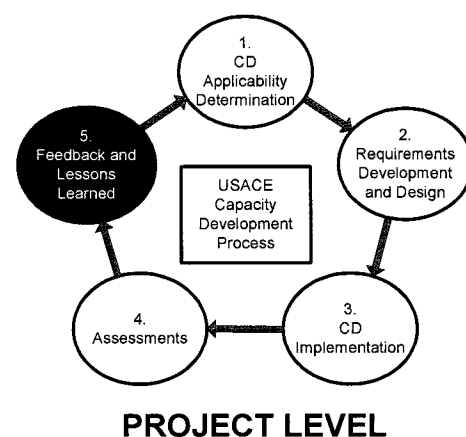 1.
CD
Applicability
Determination
2.
Requirements
Development
and Design
3.
CD
Implementation
4.
Assessments
5.
Feedback and
Lessons
Learned
USACE
Capacity
Development
Process
PROJECT LEVEL